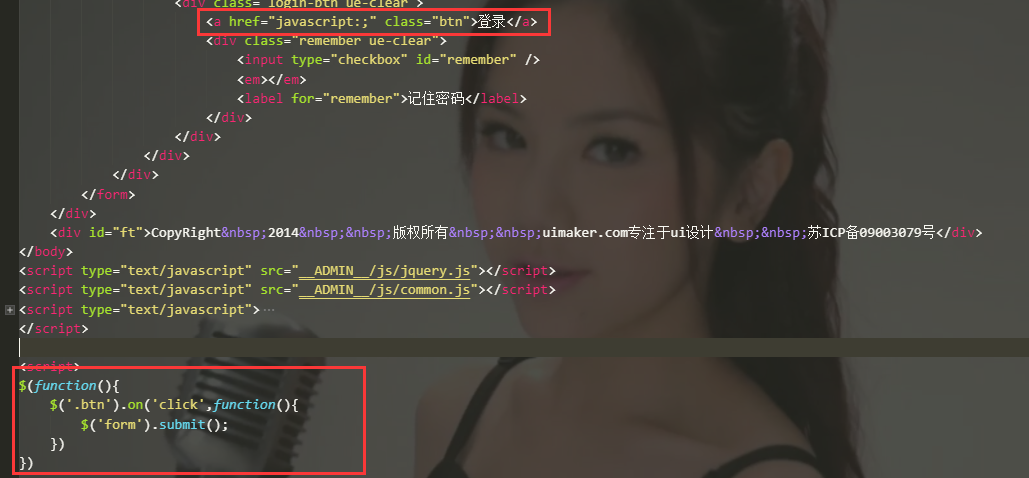 <div class="login-btn ue-clear">
<a href="javascript:;" class="btn">登录</a>
<div class="remember ue-clear">
<input type="checkbox" id="remember" />
<em></em>
<label for="remember">记住密码</label>
</div>
</div>
</div>
</div>
</form>
</div>
<div id="ft">CopyRight&nbsp;2014&nbsp;&nbsp;版权所有&nbsp;&nbsp;uimaker.com专注于ui设计&nbsp;&nbsp;苏ICP备09003079号</div>
</body>
<script type="text/javascript" src="__ADMIN__/js/jquery.js"></script>
<script type="text/javascript" src="__ADMIN__/js/common.js"></script>
<script type="text/javascript">…
</script>
<script>
$(function(){
$('.btn').on('click',function(){
$('form').submit();
})
})